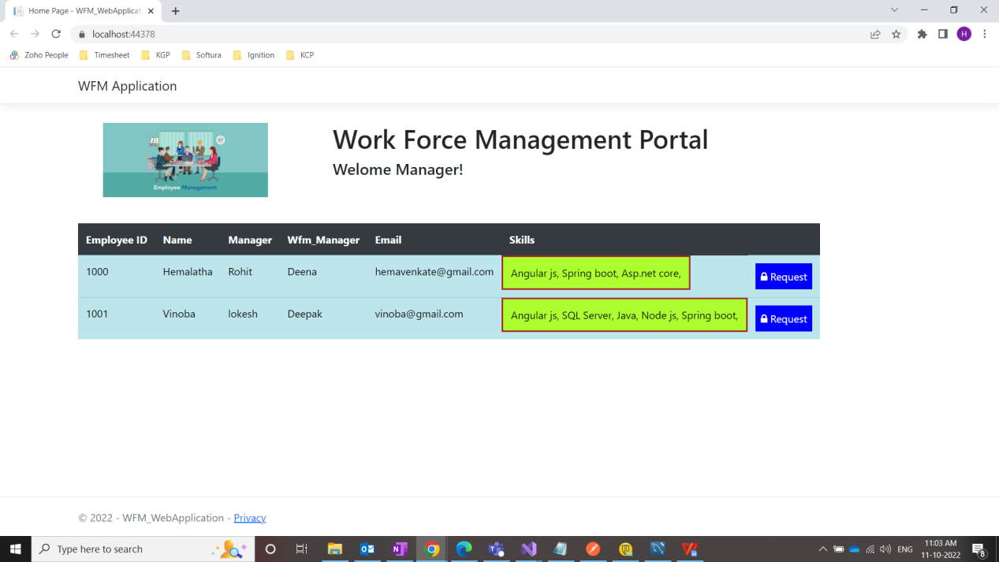 Home Page - WFM_WebApplicat
localhost:44378
H
Zoho People Timesheet KGP Softura Ignition KCP
WFM Application
Employee Management
Work Force Management Portal
Welome Manager!
Employee ID Name Manager Wfm_Manager Email Skills
1000 Hemalatha Rohit Deena hemavenkate@gmail.com Angular js, Spring boot, Asp.net core, Request
1001 Vinoba lokesh Deepak vinoba@gmail.com Angular js, SQL Server, Java, Node js, Spring boot, Request
© 2022 - WFM_WebApplication - Privacy
Type here to search
ENG
11:03 AM
11-10-2022
8